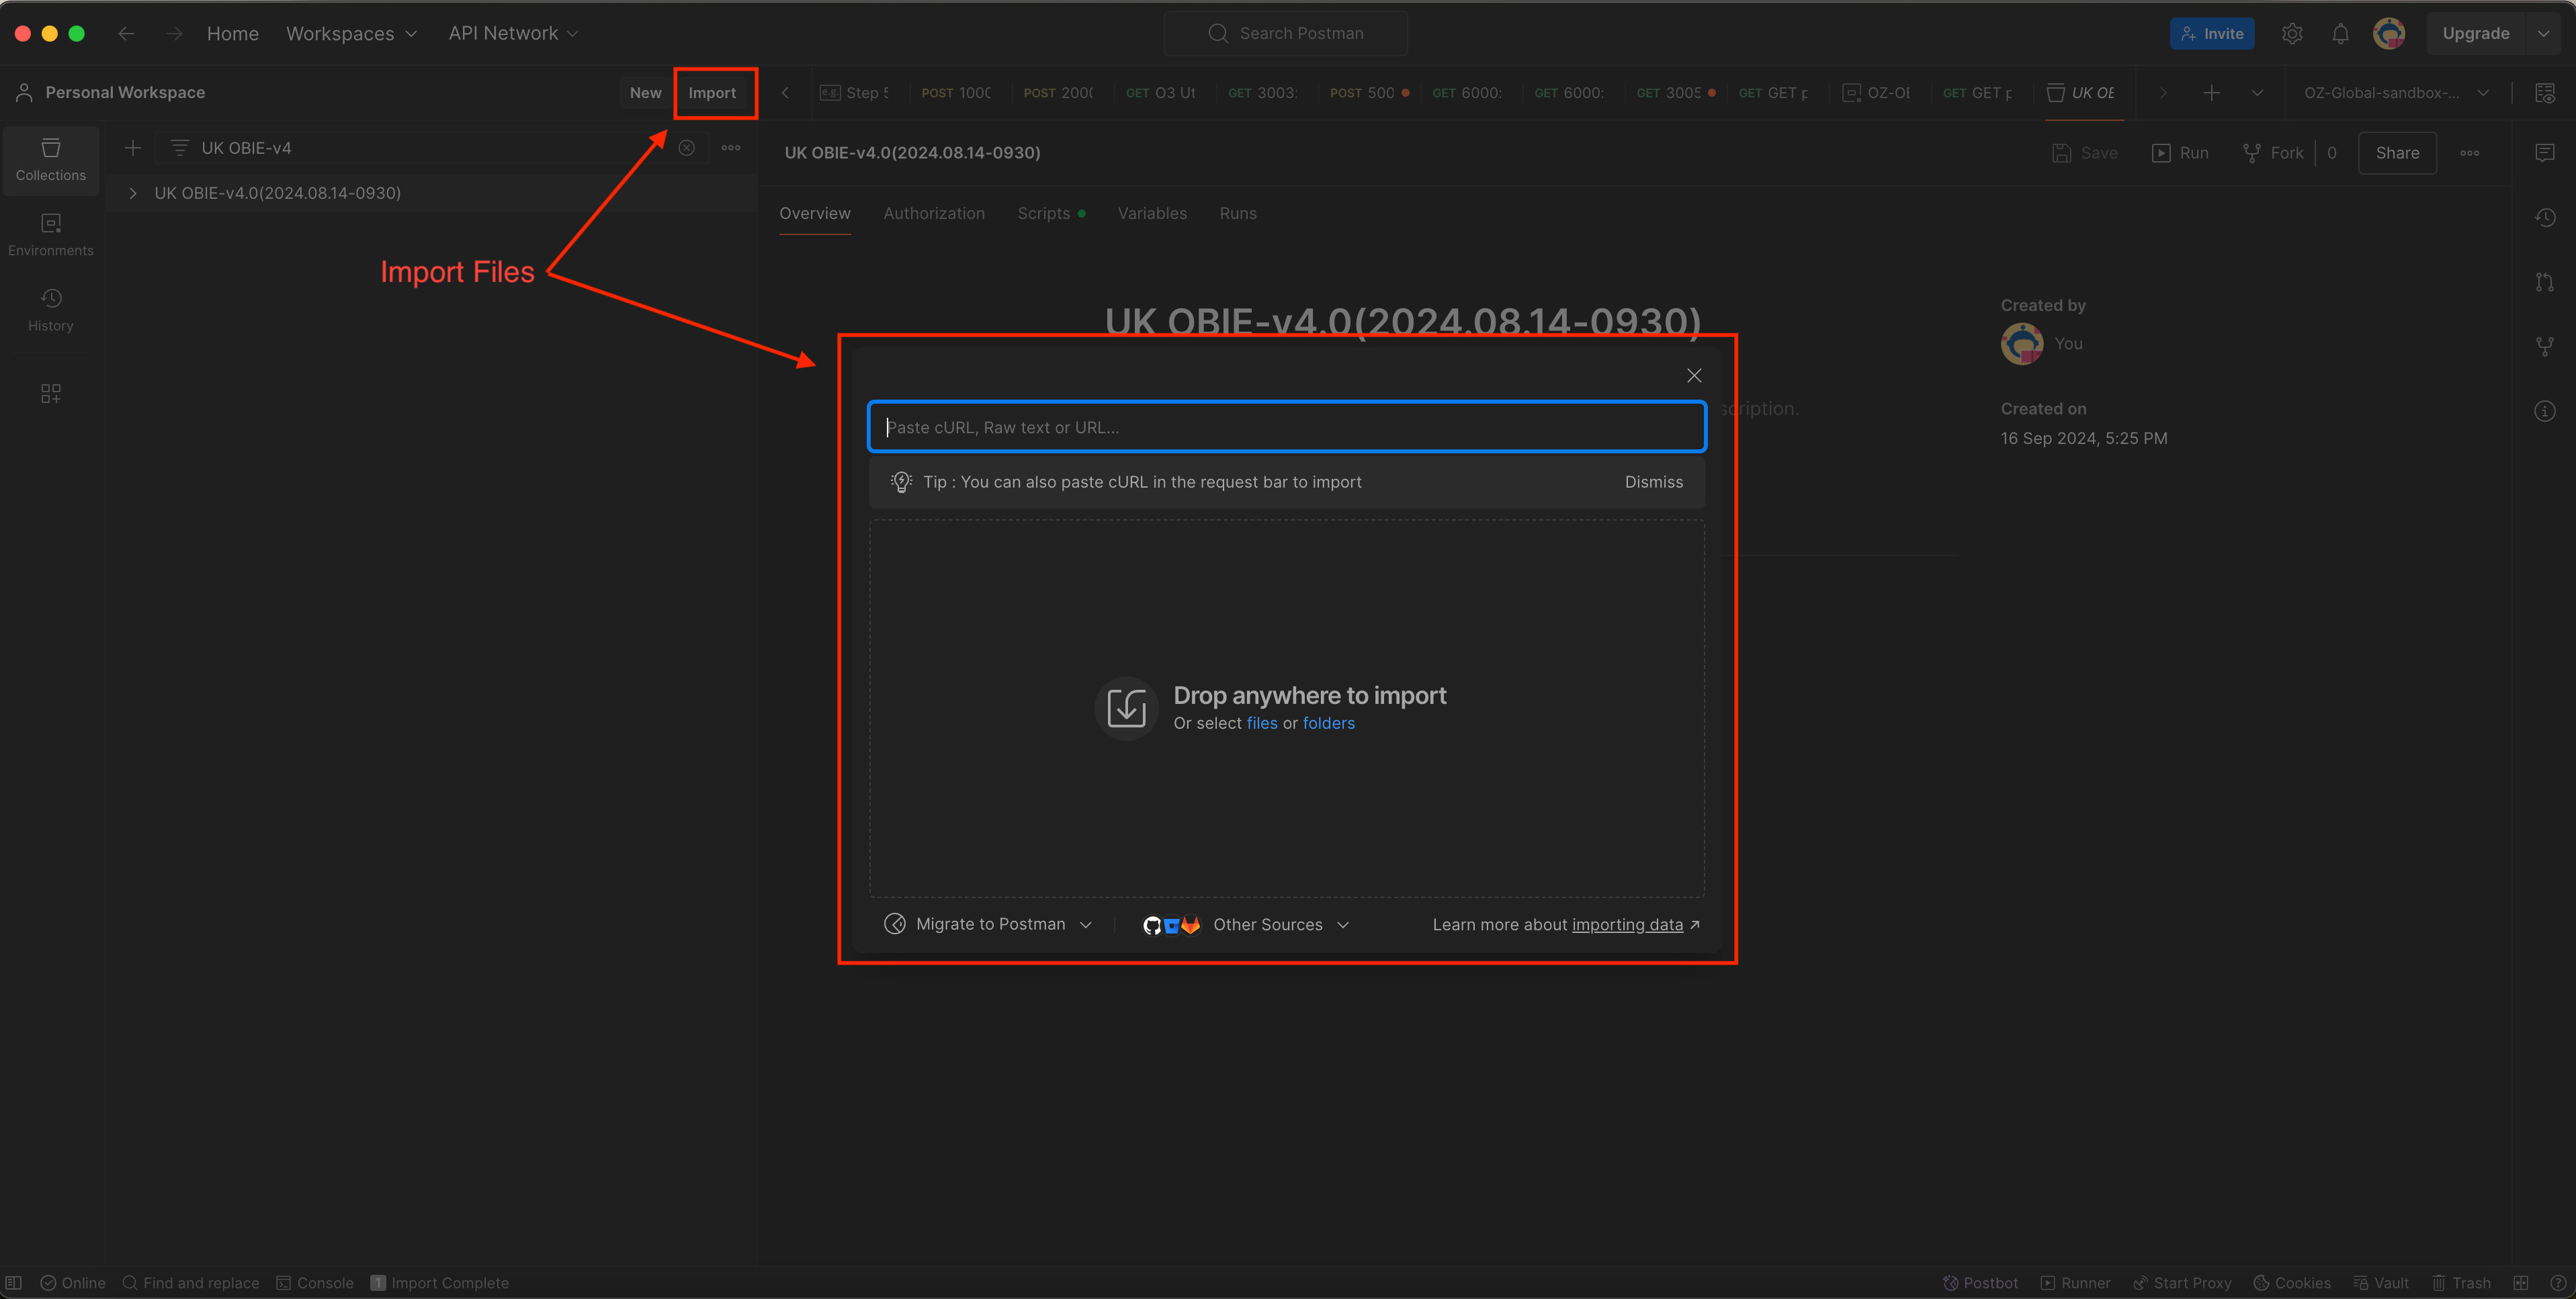 Home Workspaces API Network Search Postman Invite Upgrade
Personal Workspace New Import Step 5 POST 1000 POST 2000 GET O3 Ut GET 3003: POST 500 GET 6000: GET 6000: GET 3005 GET GET p OZ-OB GET GET p UK OB OZ-Global-sandbox-...
UK OBIE-v4
UK OBIE-v4.0(2024.08.14-0930) Save Run Fork 0 Share
Collections
UK OBIE-v4.0(2024.08.14-0930)
Overview Authorization Scripts Variables Runs
Environments
Import Files
History
UK OBIE-v4.0(2024.08.14-0930)
Created by
You
Created on
16 Sep 2024, 5:25 PM
scription.
Paste cURL, Raw text or URL...
Tip : You can also paste cURL in the request bar to import Dismiss
Drop anywhere to import
Or select files or folders
Migrate to Postman Other Sources Learn more about importing data
Online Find and replace Console 1 Import Complete Postbot Runner Start Proxy Cookies Vault Trash